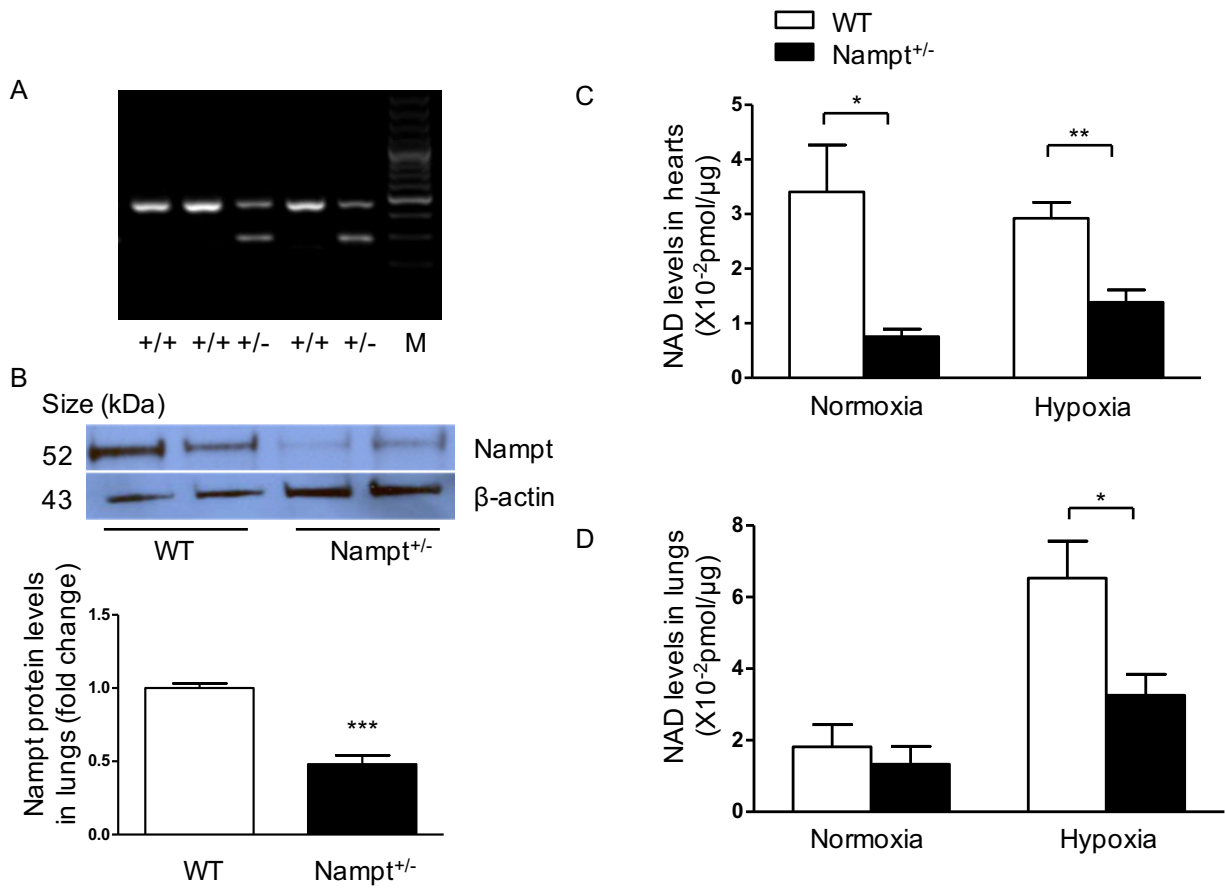 A
+/+ +/+ +/- +/+ +/- M
B
Size (kDa)
52 Nampt
43 β-actin
WT Nampt+/-
Nampt protein levels
in lungs (fold change)
1.5
1.0
0.5
0.0
***
WT Nampt+/-
WT
Nampt+/-
C
NAD levels in hearts
(X10-2pmol/µg)
5
4
3
2
1
0
*
**
Normoxia Hypoxia
D
NAD levels in lungs
(X10-2pmol/µg)
8
6
4
2
0
*
Normoxia Hypoxia